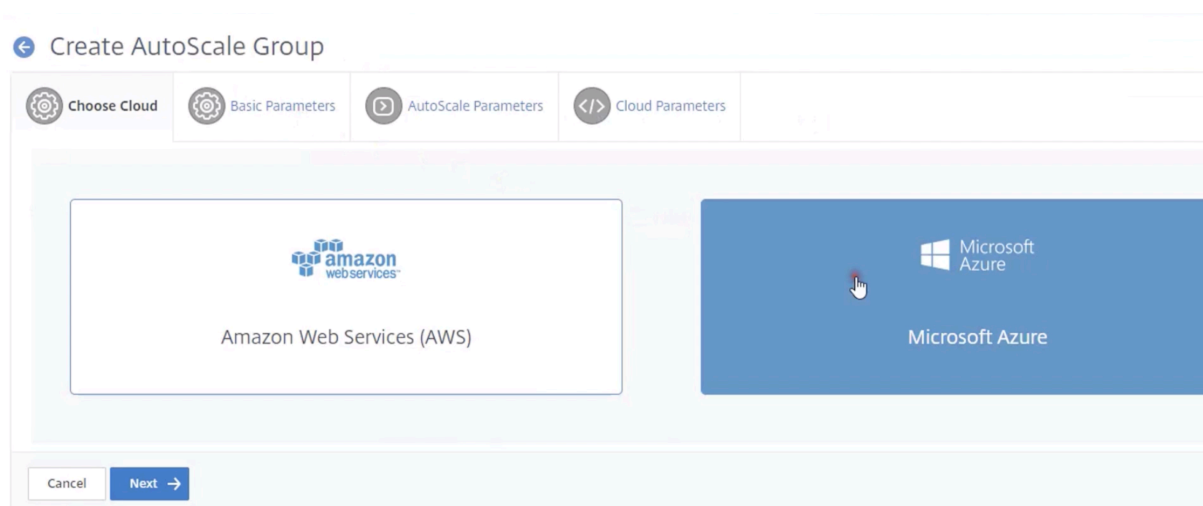 Create AutoScale Group
Choose Cloud
Basic Parameters
AutoScale Parameters
</> Cloud Parameters
amazon
webservices™
Microsoft
Azure
Amazon Web Services (AWS)
Microsoft Azure
Cancel
Next →